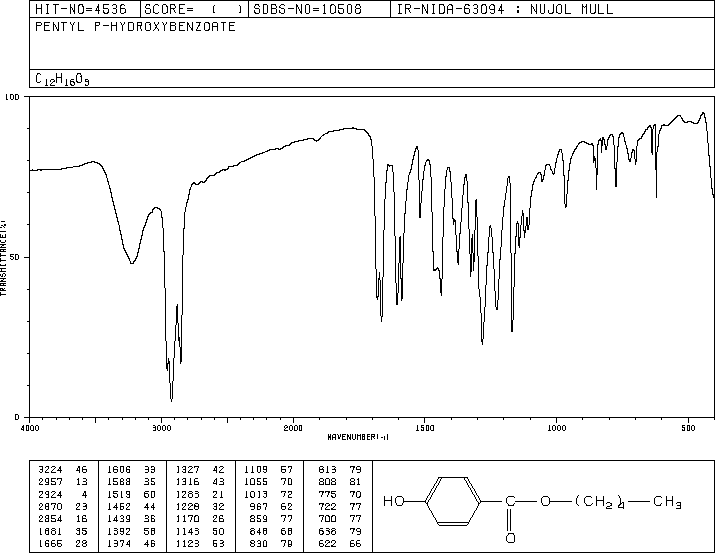 HIT-NO=4536 SCORE= ( ) SDBS-NO=10508 IR-NIDA-63094 : NUJOL MULL
PENTYL P-HYDROXYBENZOATE
C12H16O3
100
50
0
TRANSMITTANCE(%)
4000 3000 2000 1500 1000 500
WAVENUMBER(-1)
3224 46 1606 33 1327 42 1109 57 813 79
2957 13 1588 35 1316 43 1055 70 808 81
2924 4 1519 60 1283 21 1013 72 775 70
2870 29 1462 44 1228 32 967 62 722 77
2854 16 1439 36 1170 26 859 77 700 77
1681 35 1392 58 1143 50 848 68 638 79
1666 28 1374 46 1123 53 830 79 622 66
HO C O (CH2)4 CH3
O